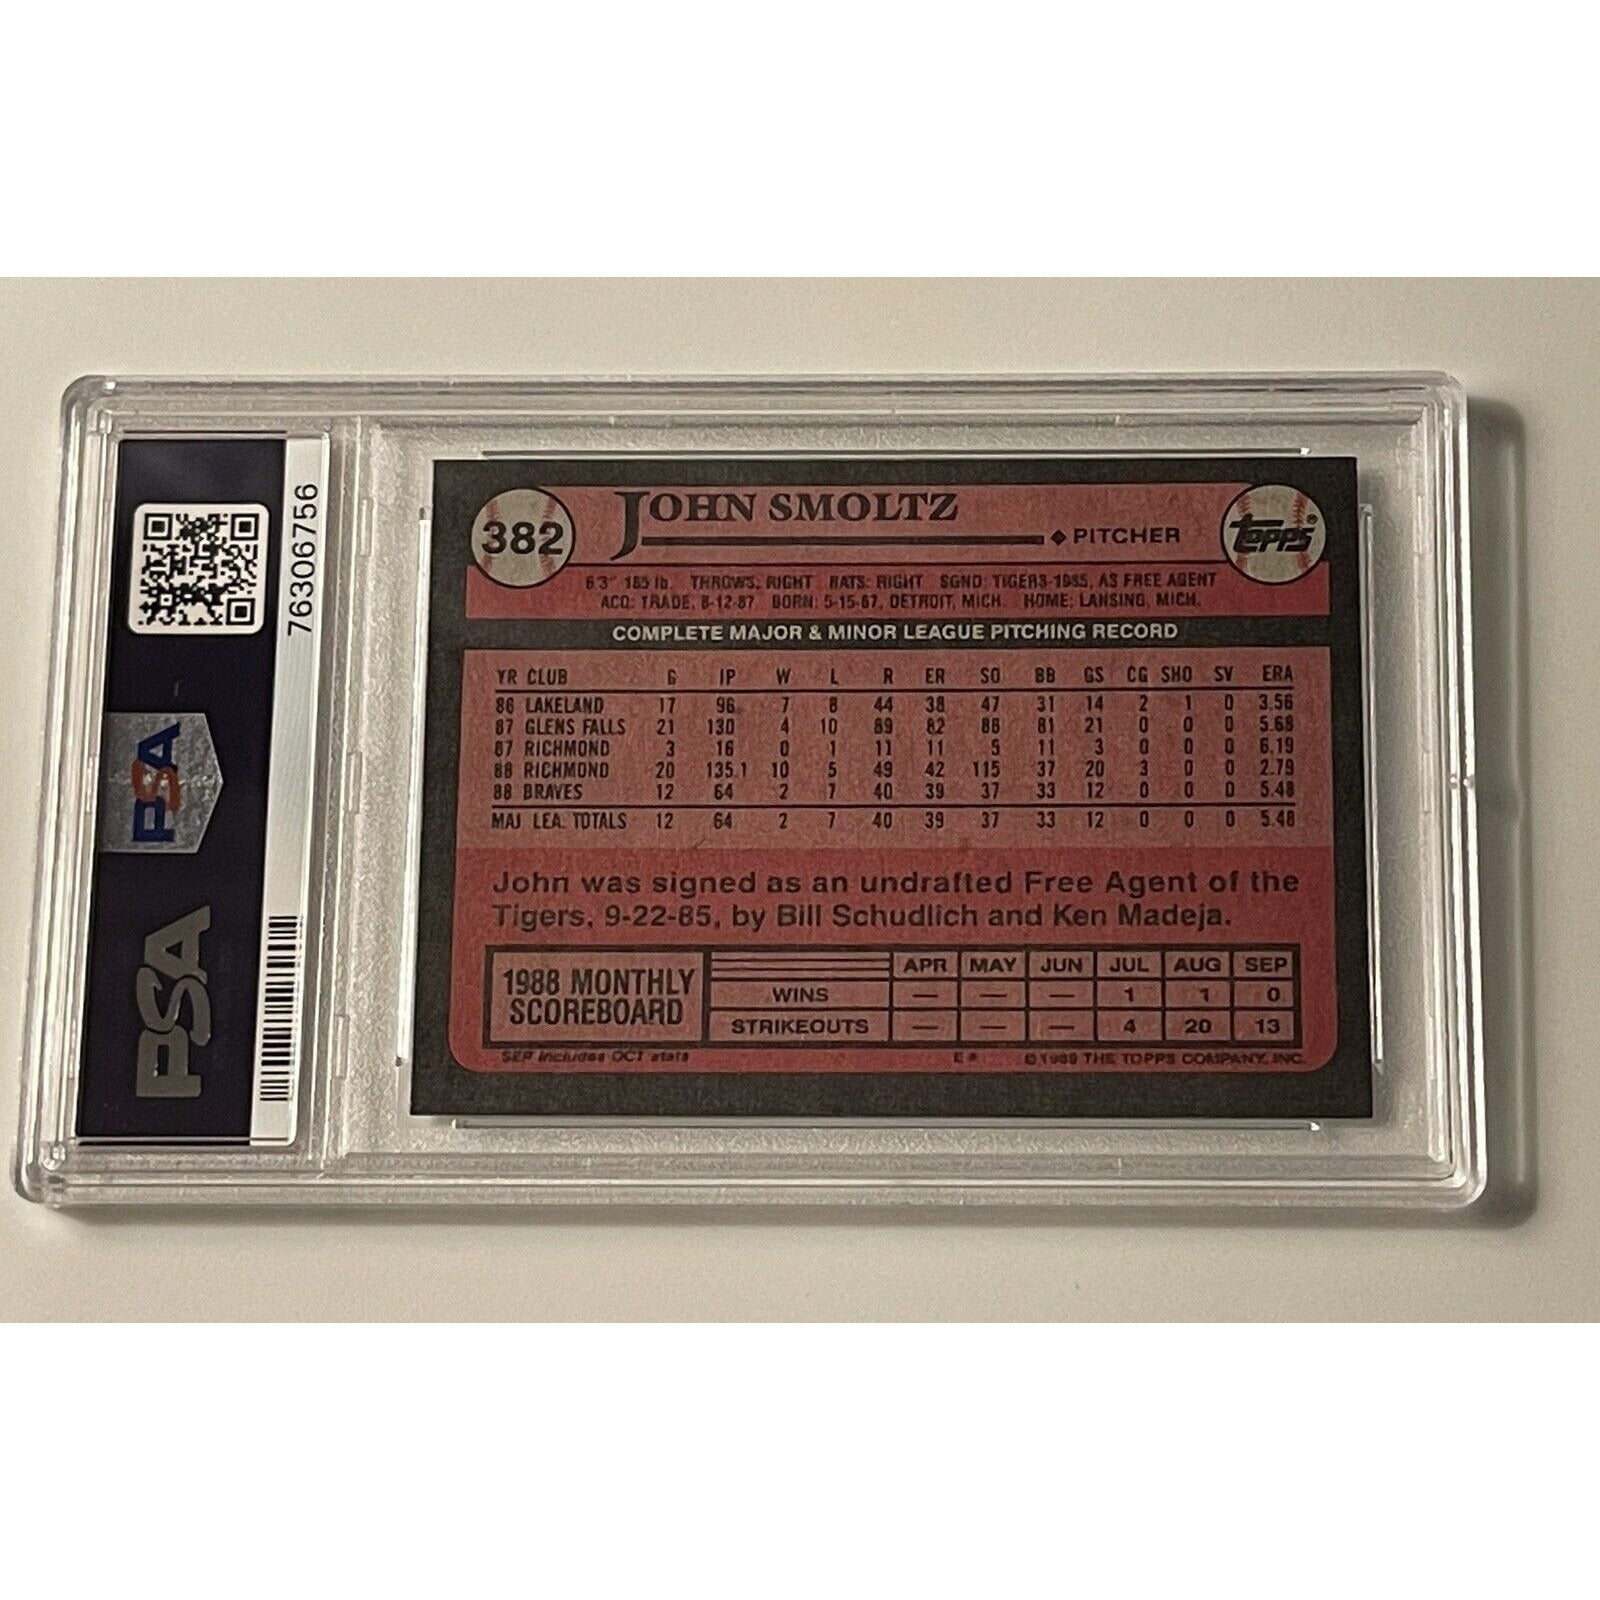 76306756
PSA
PSA
382
JOHN SMOLTZ
◆ PITCHER
topps®
6'3" 185 lb. THROWS: RIGHT BATS: RIGHT SGND: TIGERS-1985, AS FREE AGENT
ACQ: TRADE, 8-12-87 BORN: 5-15-67, DETROIT, MICH. HOME: LANSING, MICH.
COMPLETE MAJOR & MINOR LEAGUE PITCHING RECORD
YR CLUB G IP W L R ER SO BB GS CG SHO SV ERA
86 LAKELAND 17 96 7 8 44 38 47 31 14 2 1 0 3.56
87 GLENS FALLS 21 130 4 10 89 82 86 81 21 0 0 0 5.68
87 RICHMOND 3 16 0 1 11 11 5 11 3 0 0 0 6.19
88 RICHMOND 20 135.1 10 5 49 42 115 37 20 3 0 0 2.79
88 BRAVES 12 64 2 7 40 39 37 33 12 0 0 0 5.48
MAJ. LEA. TOTALS 12 64 2 7 40 39 37 33 12 0 0 0 5.48
John was signed as an undrafted Free Agent of the
Tigers, 9-22-85, by Bill Schudlich and Ken Madeja.
1988 MONTHLY
SCOREBOARD
APR MAY JUN JUL AUG SEP
WINS — — — 1 1 0
STRIKEOUTS — — — 4 20 13
SEP includes OCT stats
E* ©1989 THE TOPPS COMPANY, INC.